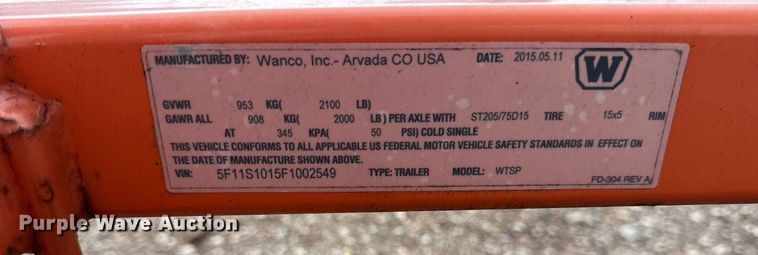 MANUFACTURED BY: Wanco, Inc.- Arvada CO USA DATE: 2015.05.11
W
GVWR 953 KG( 2100 LB)
GAWR ALL 908 KG( 2000 LB) PER AXLE WITH ST205/75D15 TIRE 15x5 RIM
AT 345 KPA( 50 PSI) COLD SINGLE
THIS VEHICLE CONFORMS TO ALL APPLICABLE US FEDERAL MOTOR VEHICLE SAFETY STANDARDS IN EFFECT ON
THE DATE OF MANUFACTURE SHOWN ABOVE.
VIN: 5F11S1015F1002549 TYPE: TRAILER MODEL: WTSP
FD-304 REV A
Purple Wave Auction